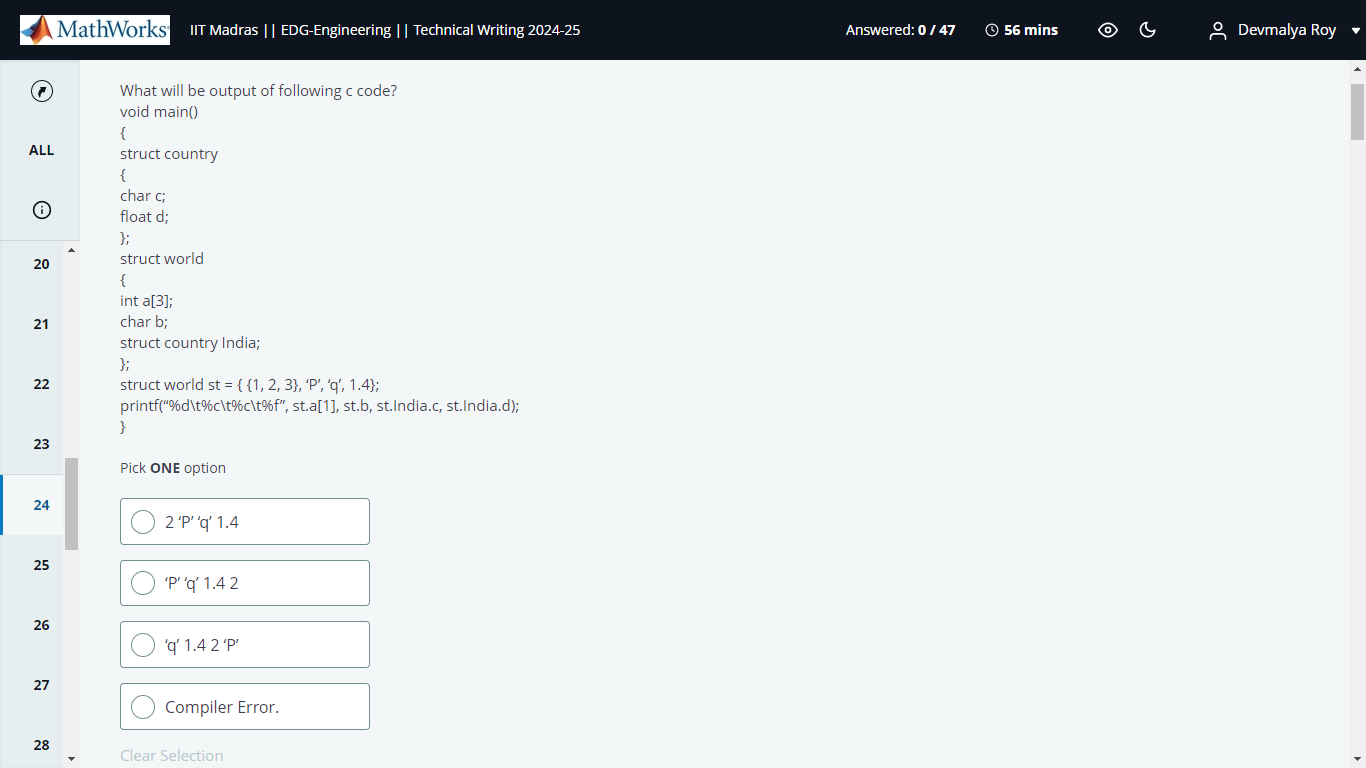 MathWorks
IIT Madras || EDG-Engineering || Technical Writing 2024-25
Answered: 0 / 47
56 mins
Devmalya Roy
ALL
20
21
22
23
24
25
26
27
28
What will be output of following c code?
void main()
{
struct country
{
char c;
float d;
};
struct world
{
int a[3];
char b;
struct country India;
};
struct world st = { {1, 2, 3}, ‘P’, ‘q’, 1.4};
printf(“%d\t%c\t%c\t%f”, st.a[1], st.b, st.India.c, st.India.d);
}
Pick ONE option
2 ‘P’ ‘q’ 1.4
‘P’ ‘q’ 1.4 2
‘q’ 1.4 2 ‘P’
Compiler Error.
Clear Selection